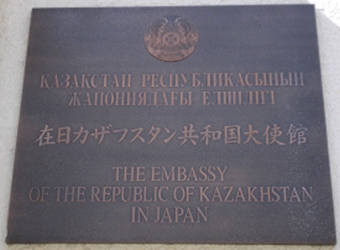 ҚАЗАҚСТАН РЕСПУБЛИКАСЫНЫҢ
ЖАПОНИЯДАҒЫ ЕЛШІЛІГІ
在日カザフスタン共和国大使館
THE EMBASSY
OF THE REPUBLIC OF KAZAKHSTAN
IN JAPAN